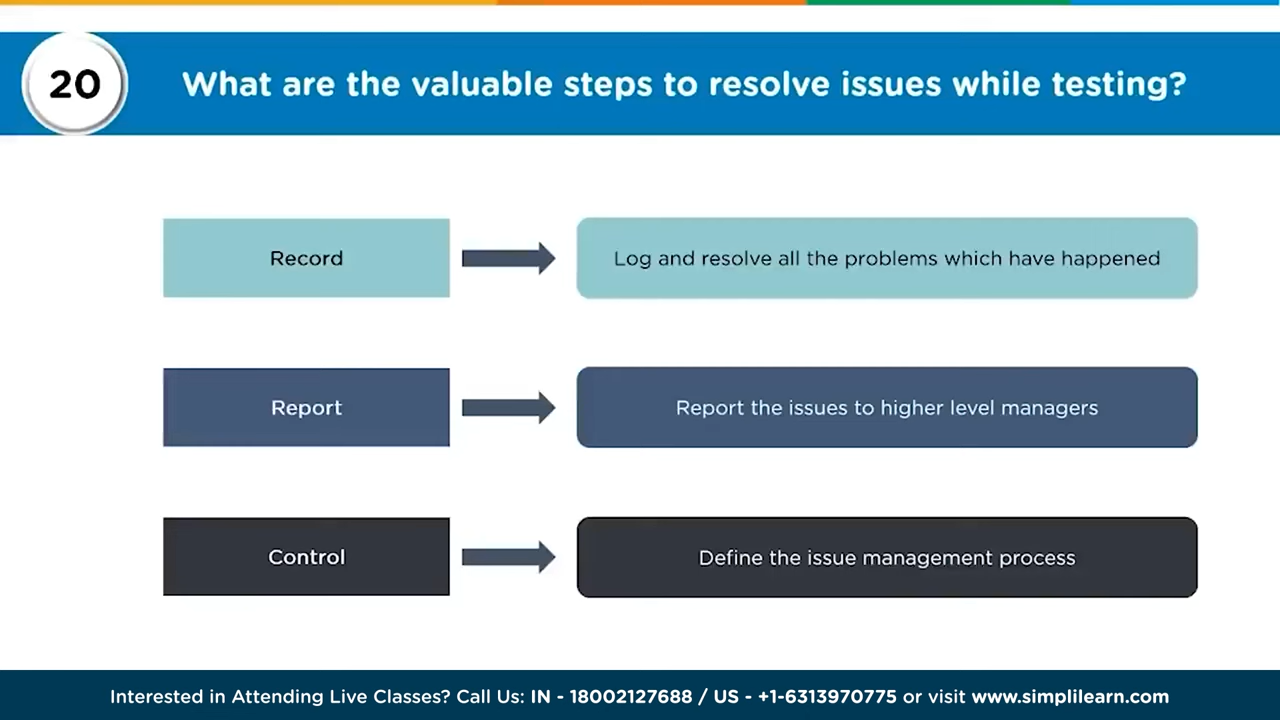 20
What are the valuable steps to resolve issues while testing?
Record
Log and resolve all the problems which have happened
Report
Report the issues to higher level managers
Control
Define the issue management process
Interested in Attending Live Classes? Call Us: IN - 18002127688 / US - +1-6313970775 or visit www.simplilearn.com